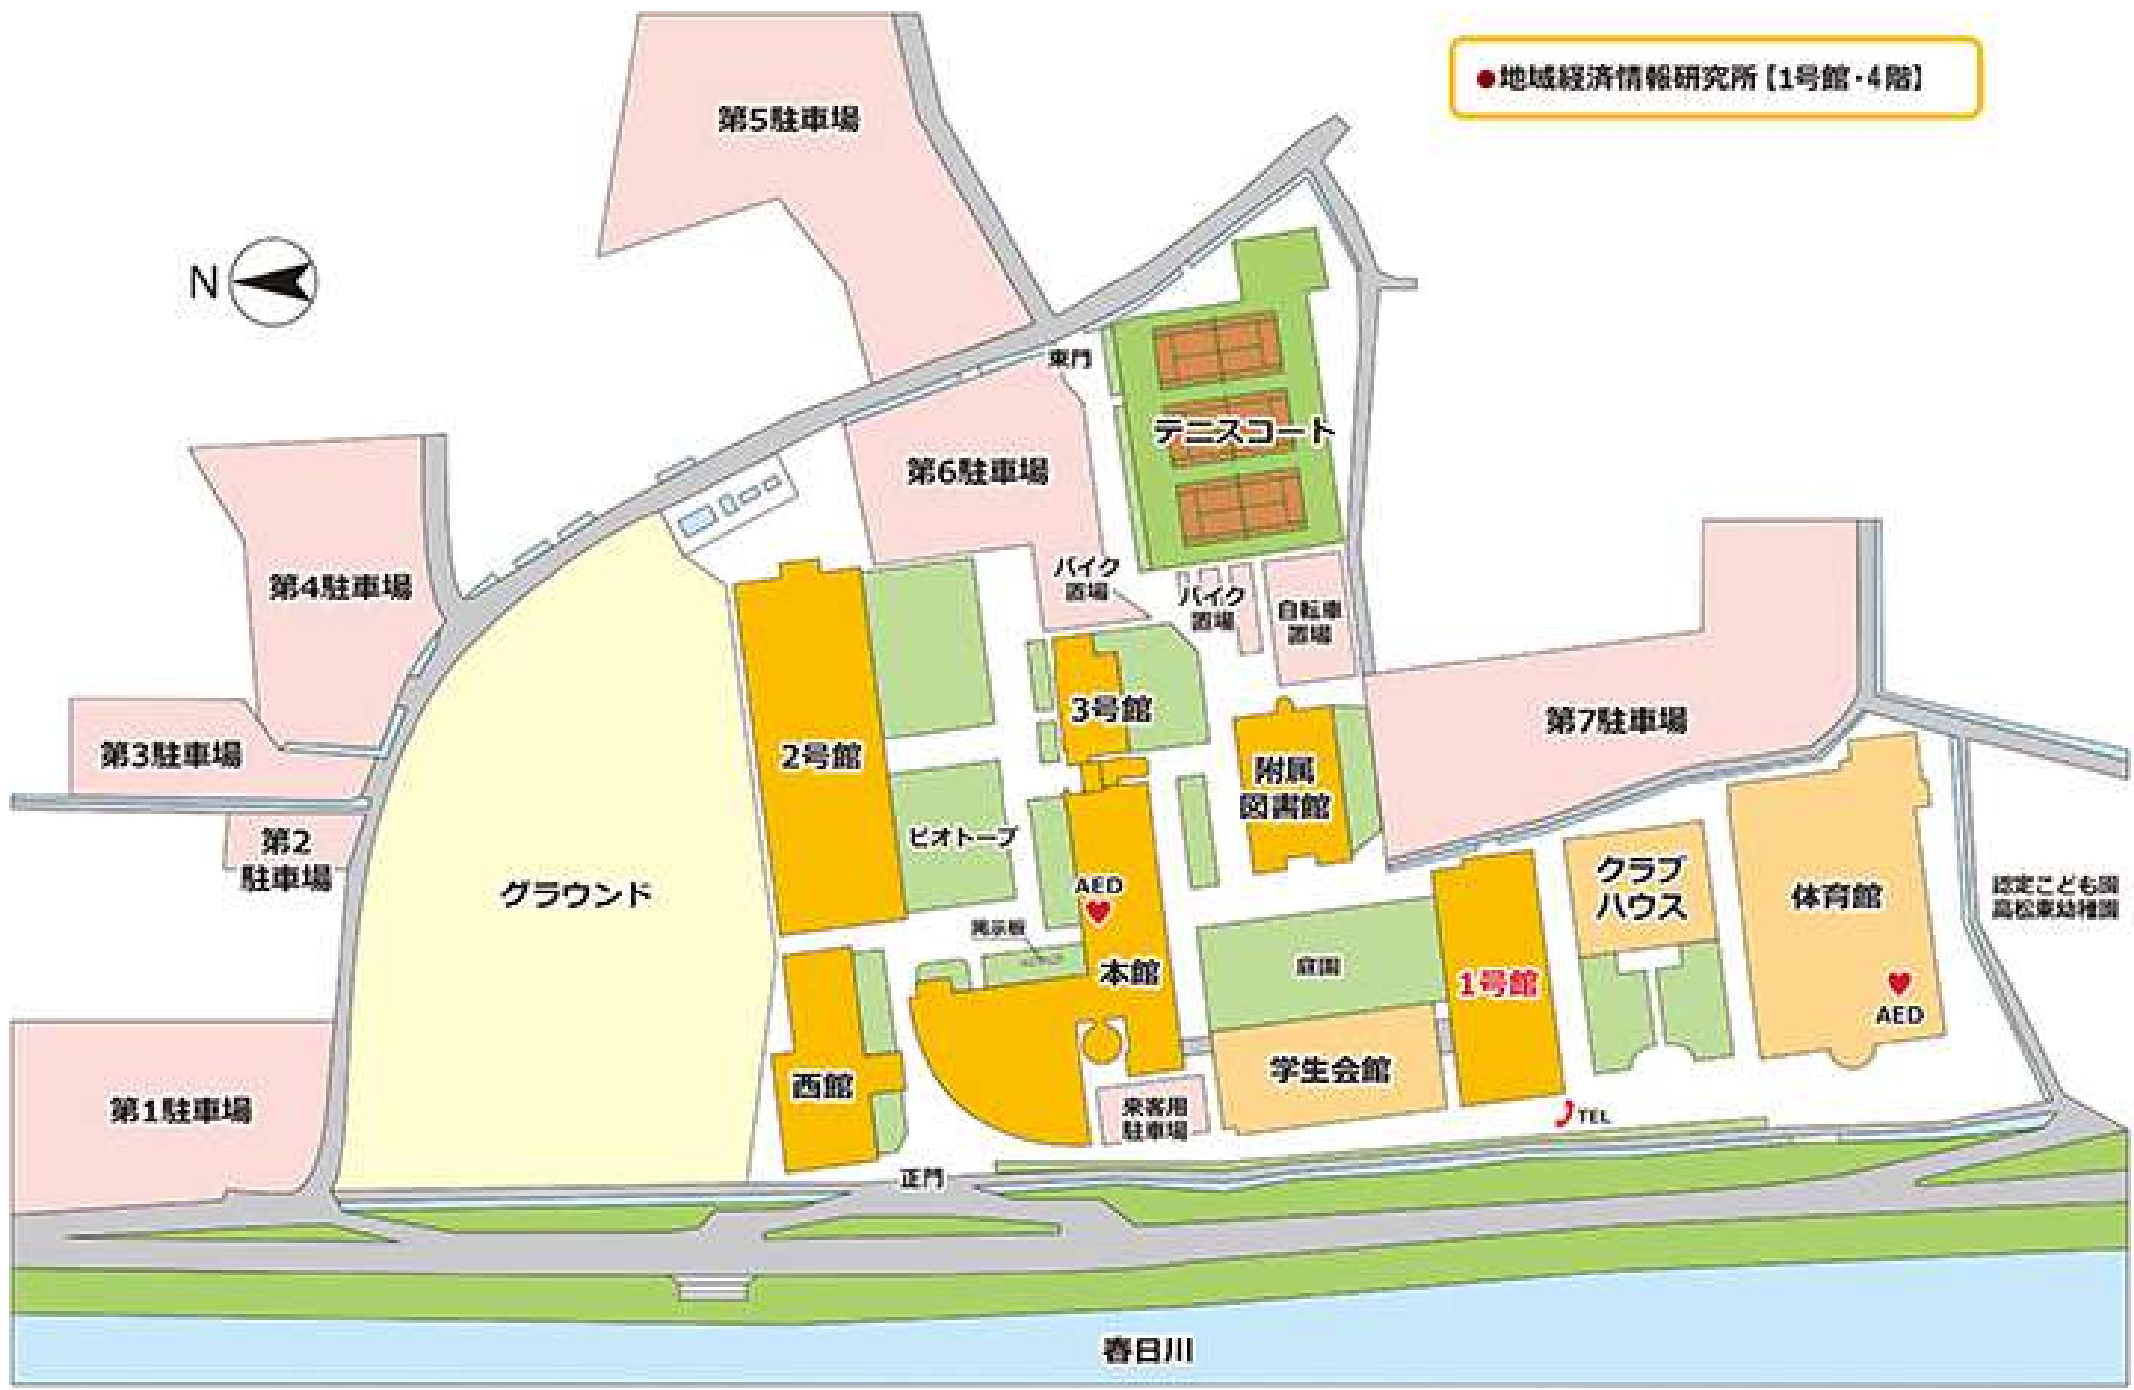 ●地域経済情報研究所【1号館・4階】
第5駐車場
N
東門
テニスコート
第6駐車場
第4駐車場
バイク
置場
バイク
置場
自転車
置場
3号館
第7駐車場
第3駐車場
2号館
附属
図書館
第2
駐車場
ビオトープ
グラウンド
AED
クラブ
ハウス
体育館
認定こども園
高松東幼稚園
掲示板
本館
庭園
1号館
AED
西館
学生会館
第1駐車場
来客用
駐車場
TEL
正門
春日川